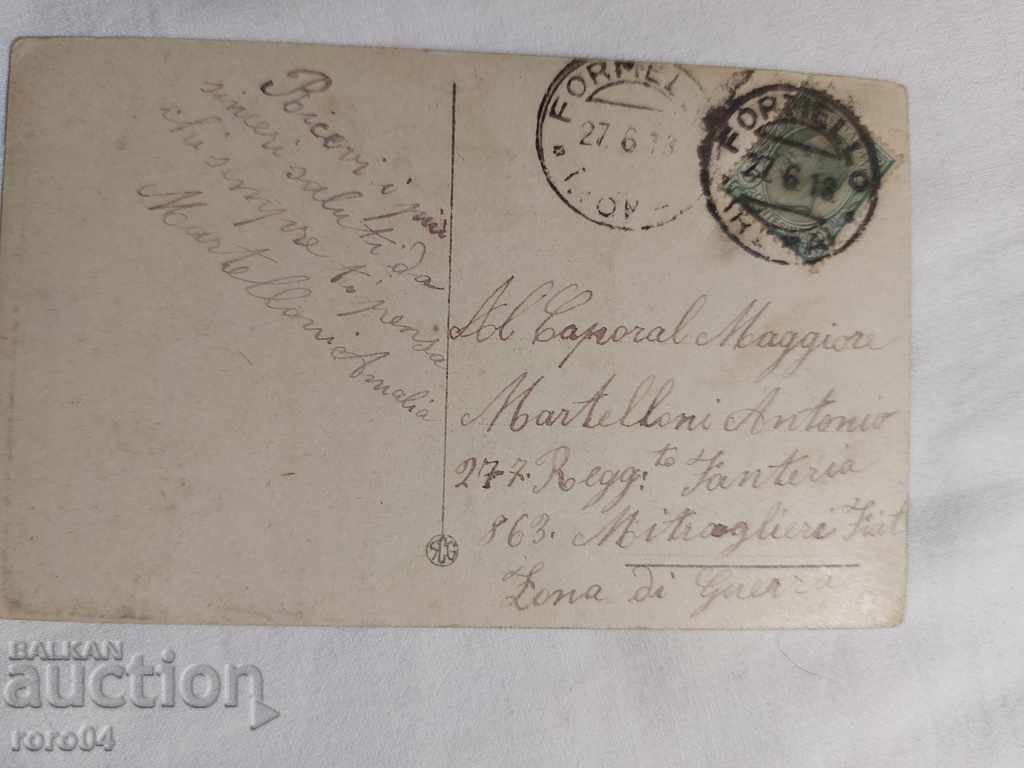 Ricevi i più
sinceri saluti da
chi sempre ti pensa
Martelloni Amalia
FORMEL
27.6.18
FORMELLO
27.6.18
Al Caporal Maggiore
Martelloni Antonio
277. Regg.to Fanteria
863. Mitraglieri Fiat
Zona di Guerra
BALKAN
auction
roro04